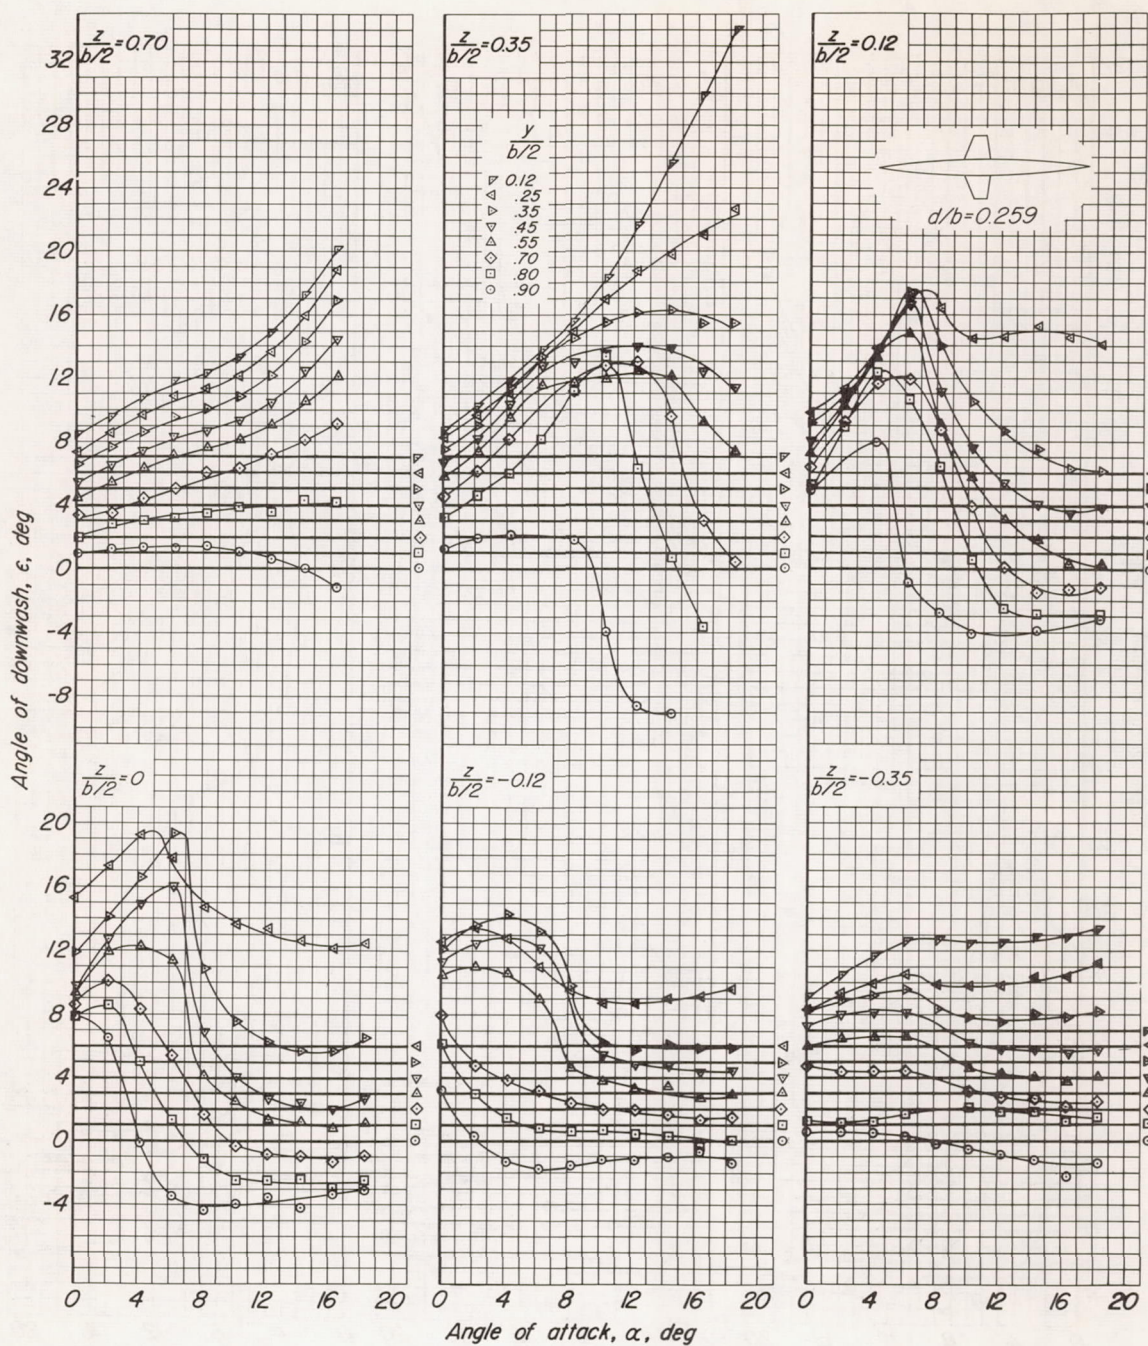 z/b/2 = 0.70
z/b/2 = 0.35
z/b/2 = 0.12
32
28
24
20
16
12
8
4
0
-4
-8
y/b/2
0.12
.25
.35
.45
.55
.70
.80
.90
d/b=0.259
Angle of downwash, ε, deg
z/b/2 = 0
z/b/2 = -0.12
z/b/2 = -0.35
20
16
12
8
4
0
-4
0 4 8 12 16 20 0 4 8 12 16 20 0 4 8 12 16 20
Angle of attack, α, deg